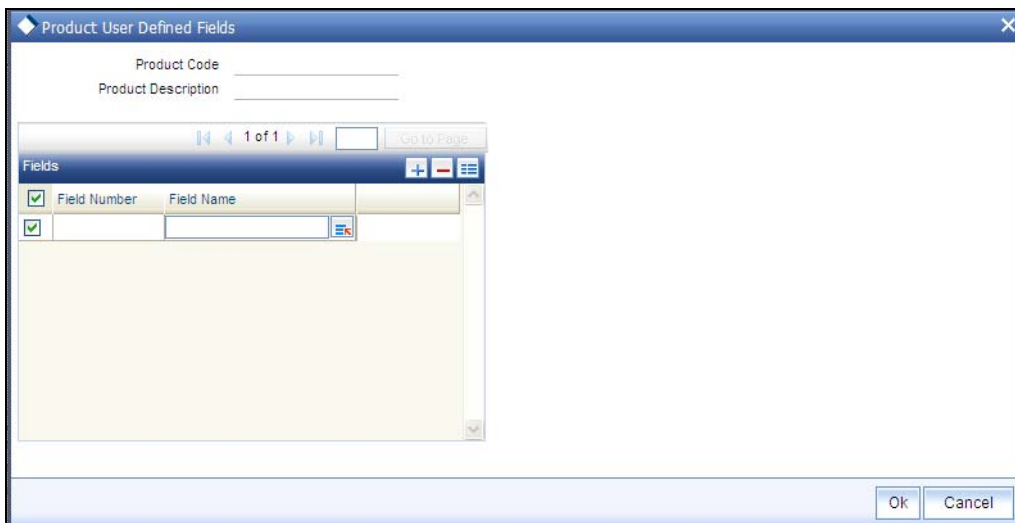 Product User Defined Fields
Product Code
Product Description
1 of 1 Go to Page
Fields
Field Number Field Name
Ok Cancel